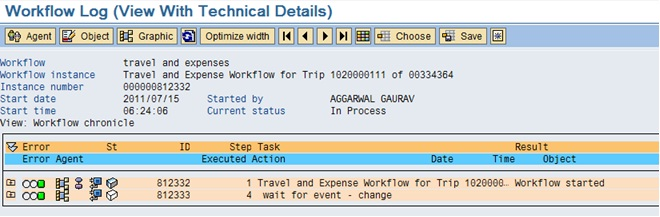 Workflow Log (View With Technical Details)
Agent Object Graphic Optimize width Choose Save
Workflow travel and expenses
Workflow instance Travel and Expense Workflow for Trip 1020000111 of 00334364
Instance number 000000812332
Start date 2011/07/15 Started by AGGARWAL GAURAV
Start time 06:24:06 Current status In Process
View: Workflow chronicle
Error St ID Step Task Result
Error Agent Executed Action Date Time Object
812332 1 Travel and Expense Workflow for Trip 1020000… Workflow started
812333 4 wait for event - change